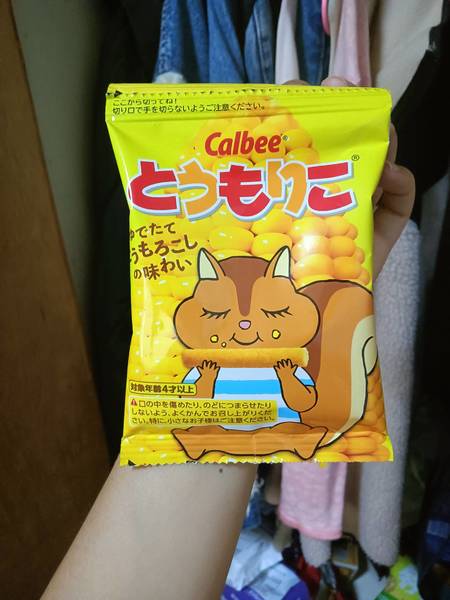 ここから切ってね！
切り口で手を切らないようご注意ください。
Calbee®
とうもりこ®
ゆでたて
とうもろこし
の味わい
対象年齢4才以上
⚠口の中を傷めたり、のどにつまらせたり
しないよう、よくかんでお召し上がりくだ
さい。特に、小さなお子様はご注意ください。